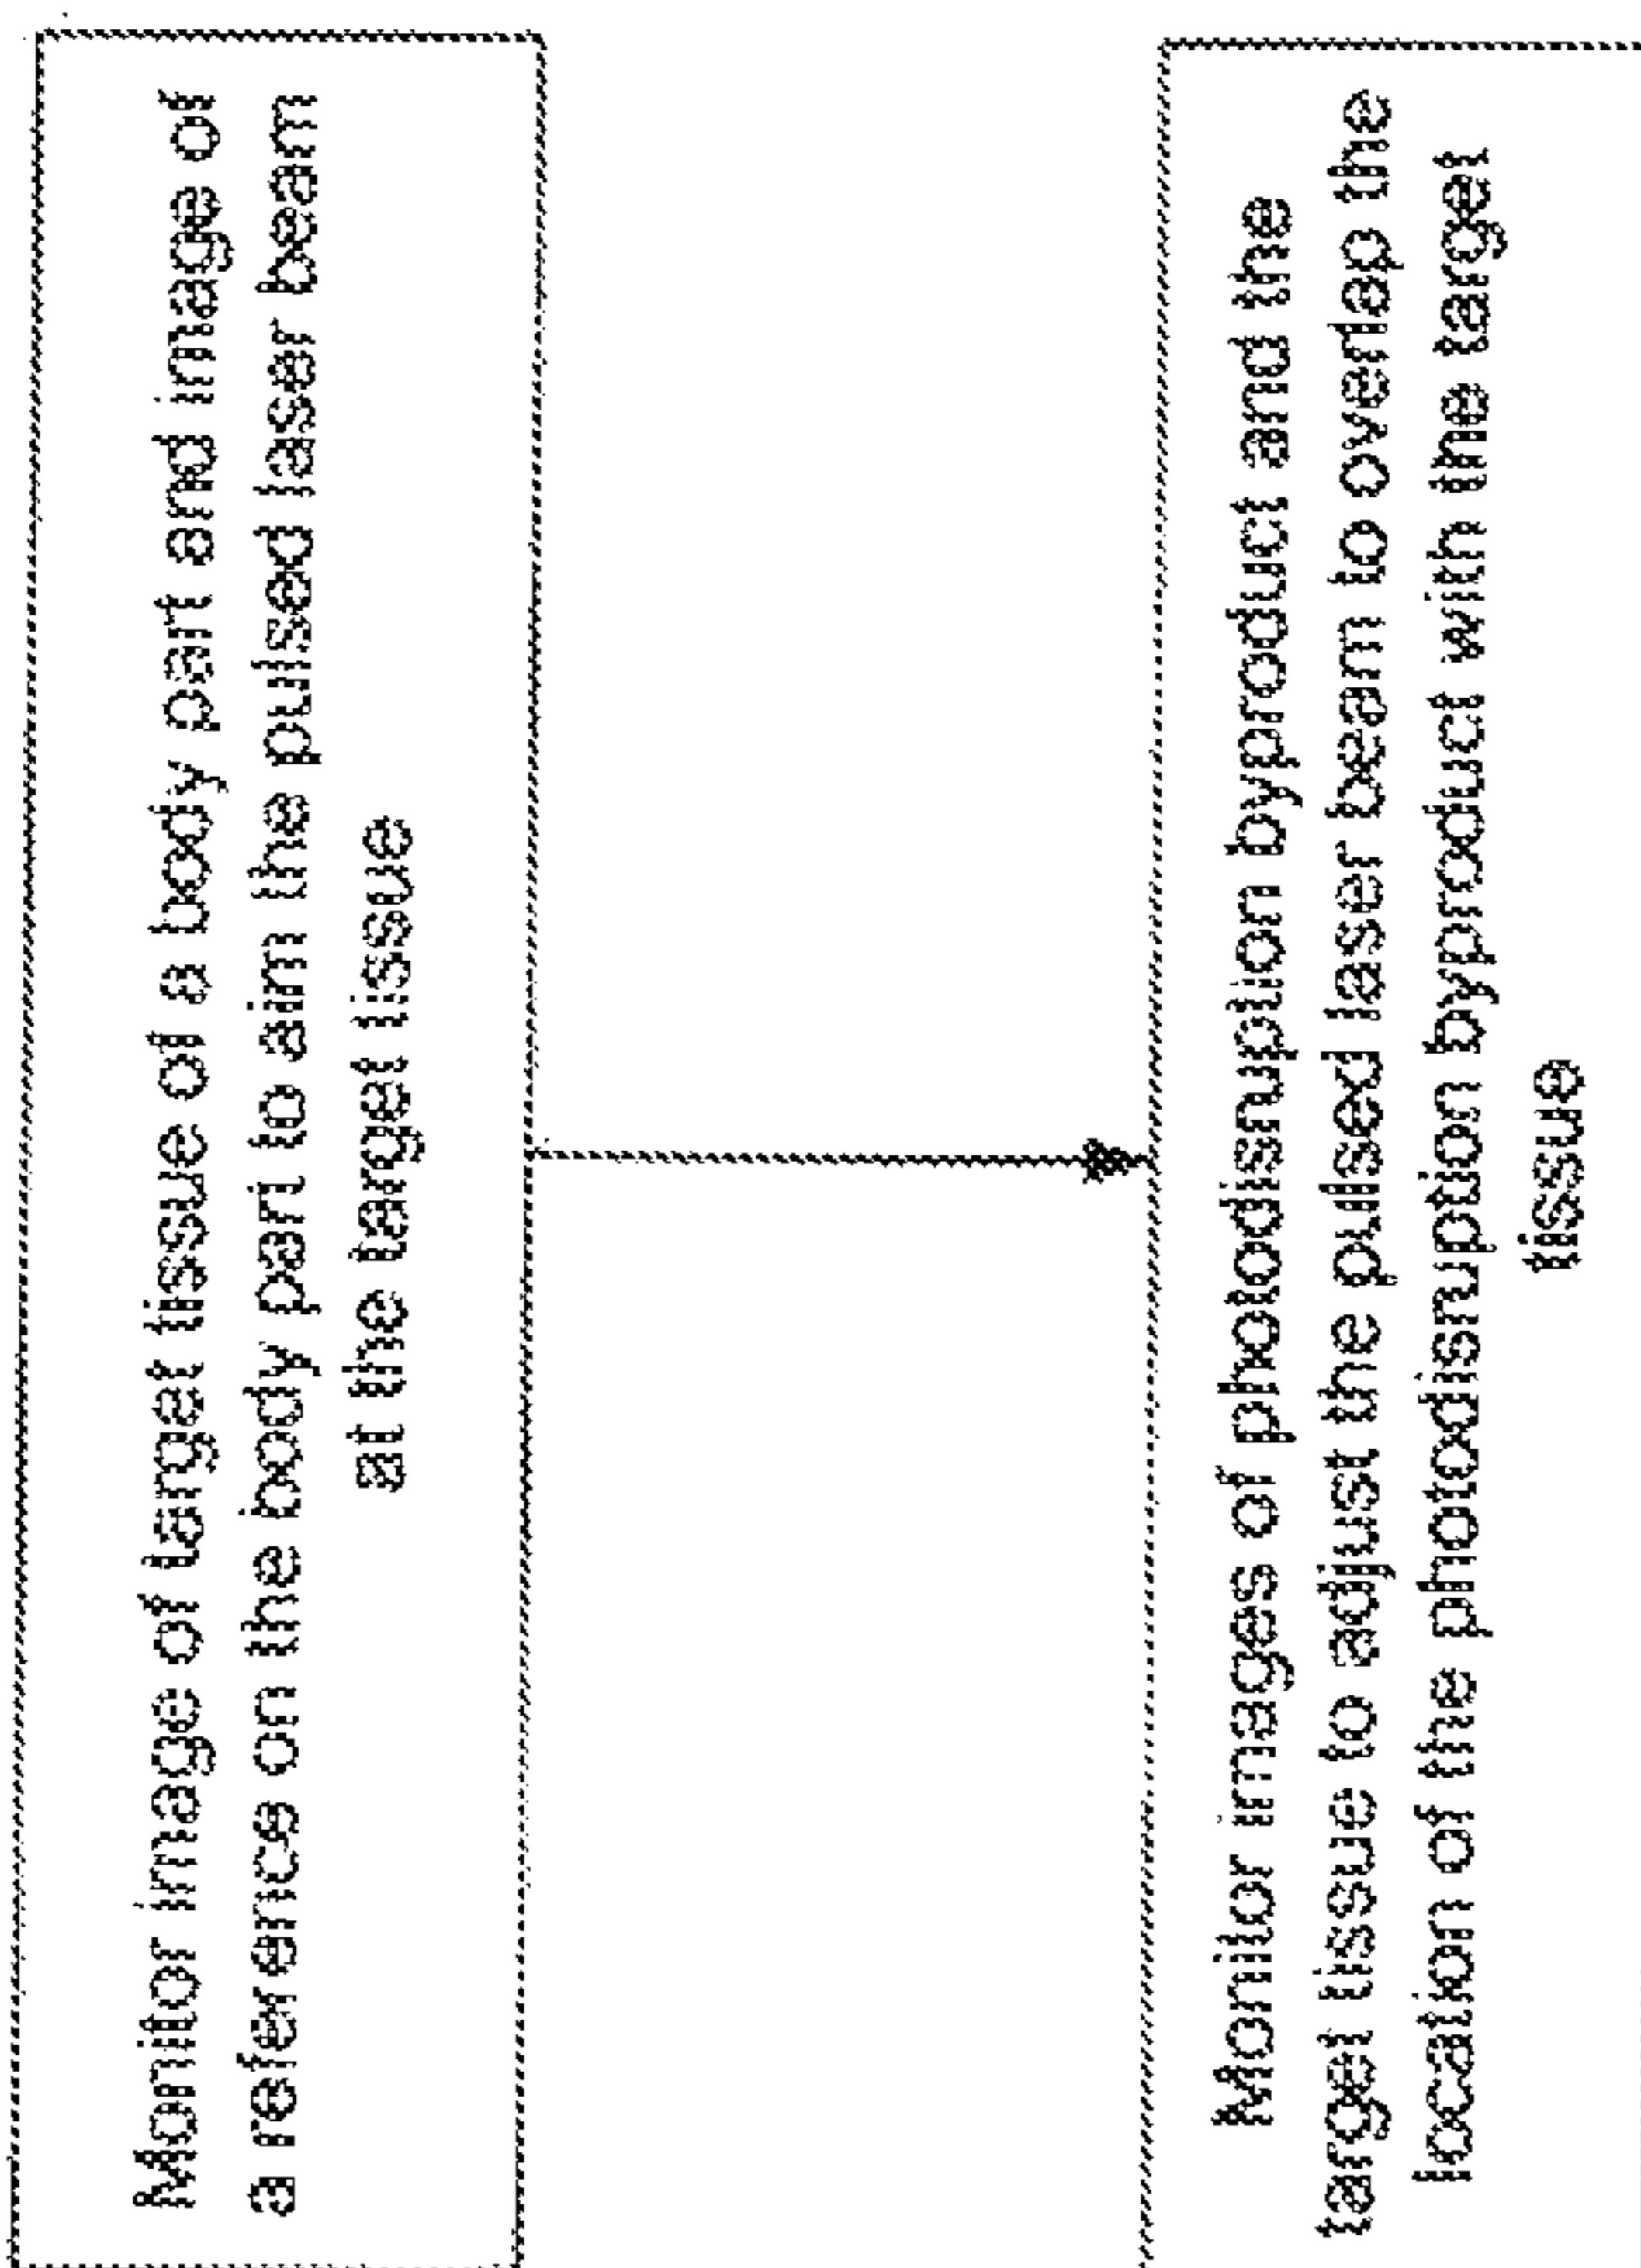 Monitor image of target tissue of a body part and image of
a reference on the body part to aim the pulsed laser beam
at the target tissue
Monitor images of photodisruption byproduct and the
target tissue to adjust the pulsed laser beam to overlap the
location of the photodisruption byproduct with the target
tissue